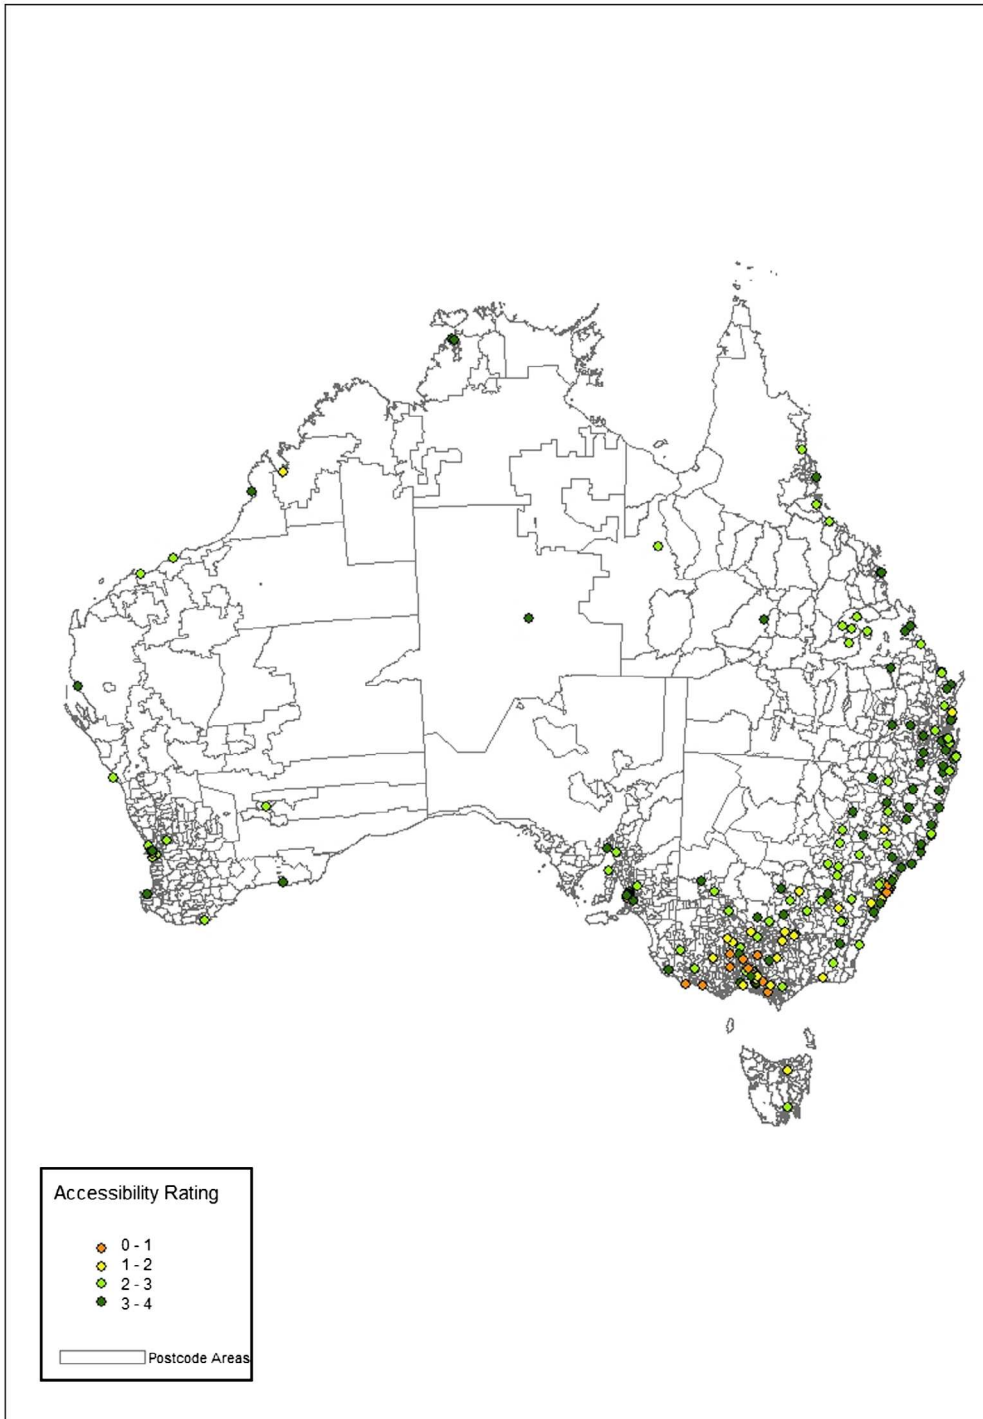 Accessibility Rating
0 - 1
1 - 2
2 - 3
3 - 4
Postcode Areas